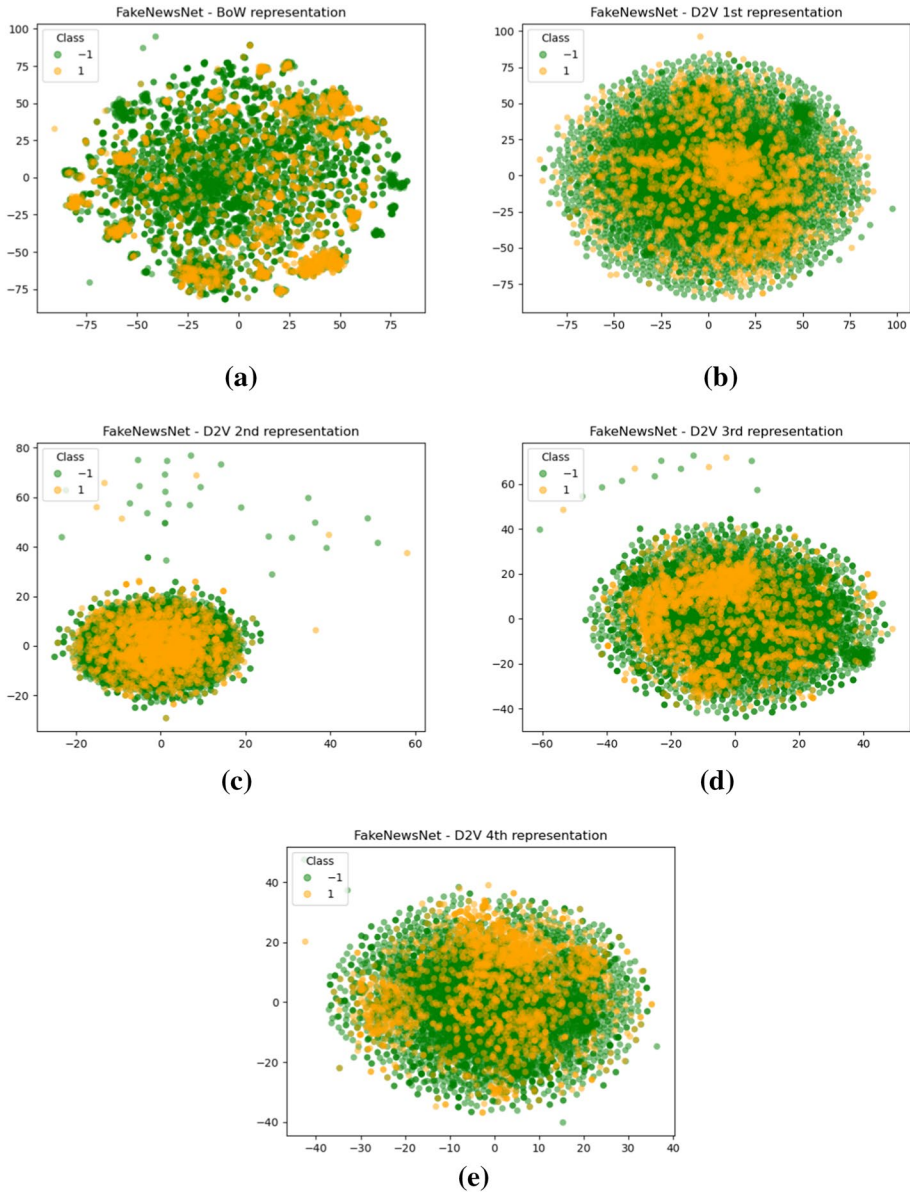 FakeNewsNet - BoW representation
Class
−1
1
100
75
50
25
0
−25
−50
−75
−75 −50 −25 0 25 50 75
(a)
FakeNewsNet - D2V 1st representation
Class
−1
1
100
75
50
25
0
−25
−50
−75
−75 −50 −25 0 25 50 75 100
(b)
FakeNewsNet - D2V 2nd representation
Class
−1
1
80
60
40
20
0
−20
−20 0 20 40 60
(c)
FakeNewsNet - D2V 3rd representation
Class
−1
1
60
40
20
0
−20
−40
−60 −40 −20 0 20 40
(d)
FakeNewsNet - D2V 4th representation
Class
−1
1
40
20
0
−20
−40
−40 −30 −20 −10 0 10 20 30 40
(e)